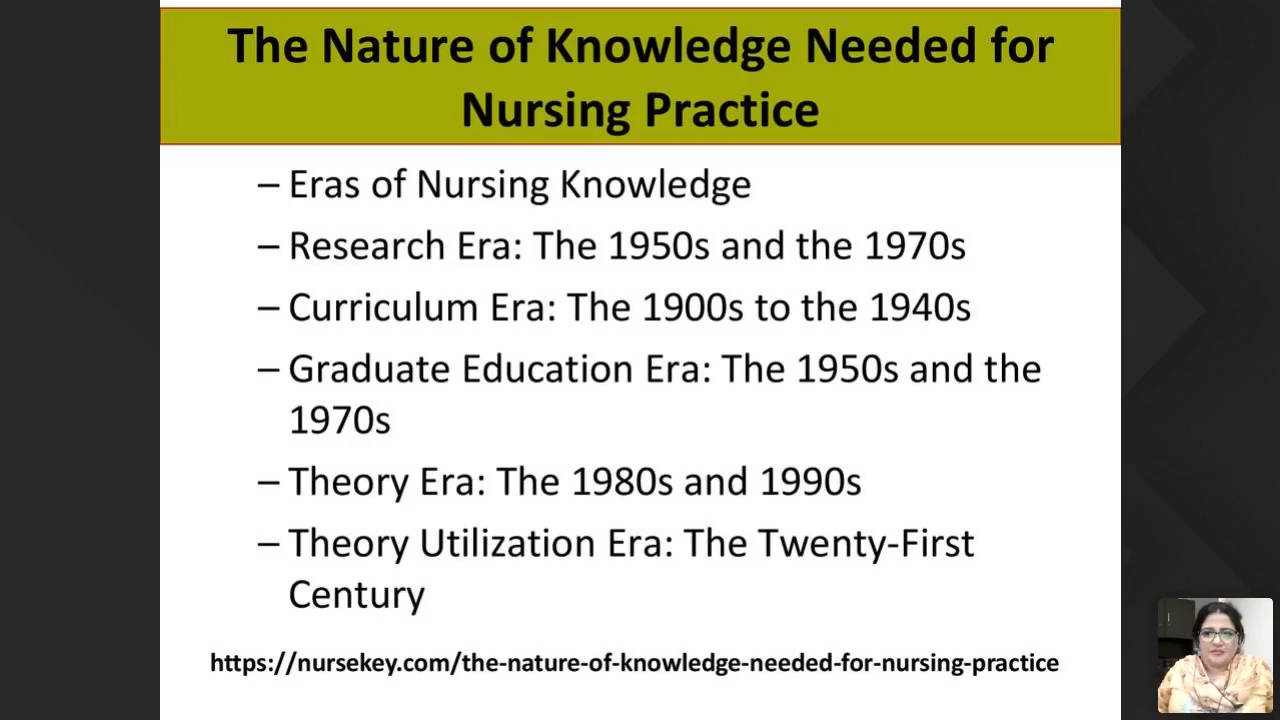 The Nature of Knowledge Needed for
Nursing Practice
– Eras of Nursing Knowledge
– Research Era: The 1950s and the 1970s
– Curriculum Era: The 1900s to the 1940s
– Graduate Education Era: The 1950s and the
1970s
– Theory Era: The 1980s and 1990s
– Theory Utilization Era: The Twenty-First
Century
https://nursekey.com/the-nature-of-knowledge-needed-for-nursing-practice